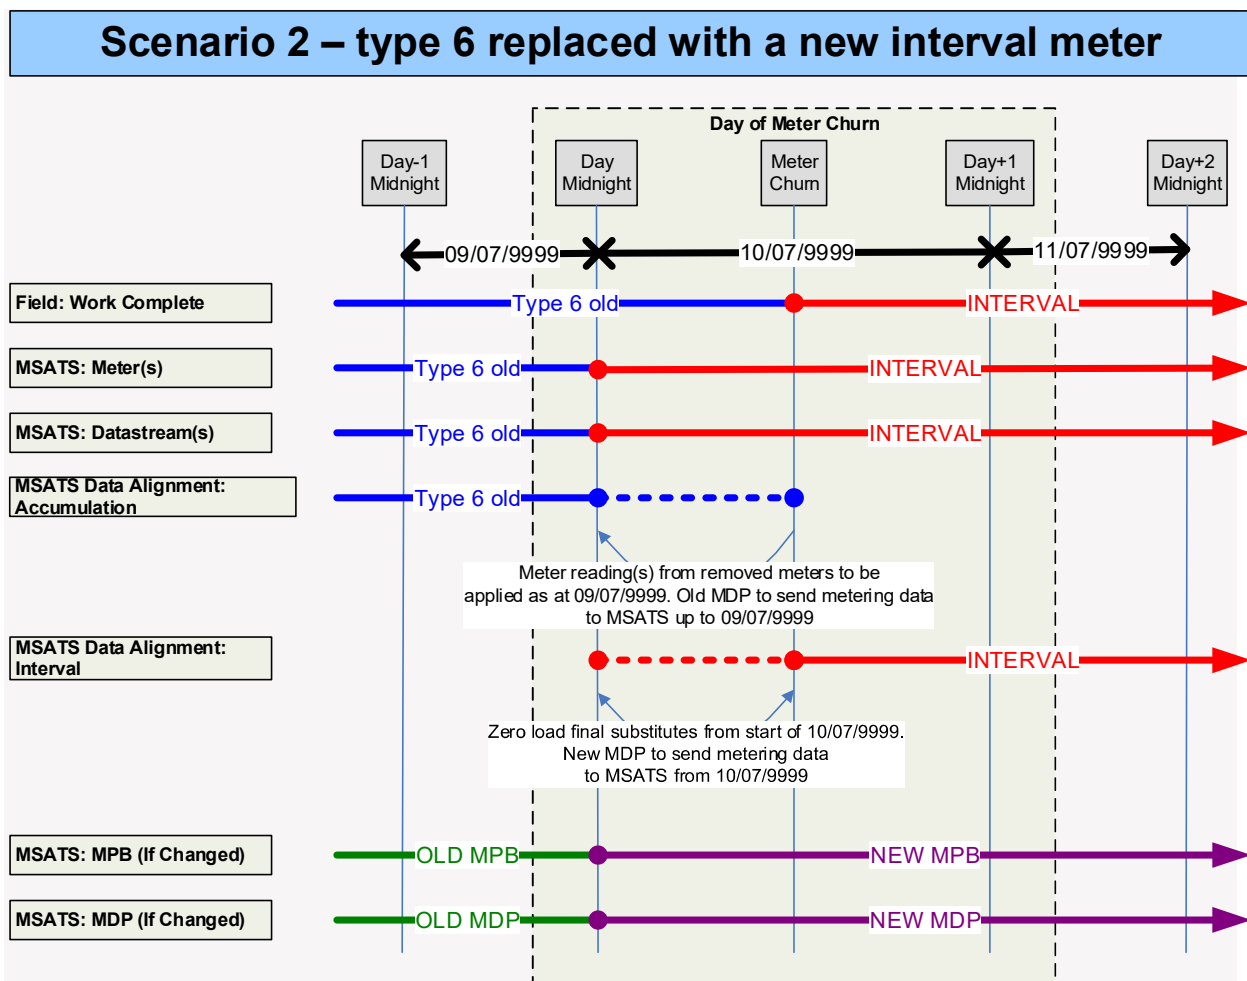 Scenario 2 – type 6 replaced with a new interval meter
Day of Meter Churn
Day-1
Midnight
Day
Midnight
Meter
Churn
Day+1
Midnight
Day+2
Midnight
09/07/9999
10/07/9999
11/07/9999
Field: Work Complete
Type 6 old
INTERVAL
MSATS: Meter(s)
Type 6 old
INTERVAL
MSATS: Datastream(s)
Type 6 old
INTERVAL
MSATS Data Alignment:
Accumulation
Type 6 old
Meter reading(s) from removed meters to be
applied as at 09/07/9999. Old MDP to send metering data
to MSATS up to 09/07/9999
MSATS Data Alignment:
Interval
INTERVAL
Zero load final substitutes from start of 10/07/9999.
New MDP to send metering data
to MSATS from 10/07/9999
MSATS: MPB (If Changed)
OLD MPB
NEW MPB
MSATS: MDP (If Changed)
OLD MDP
NEW MDP